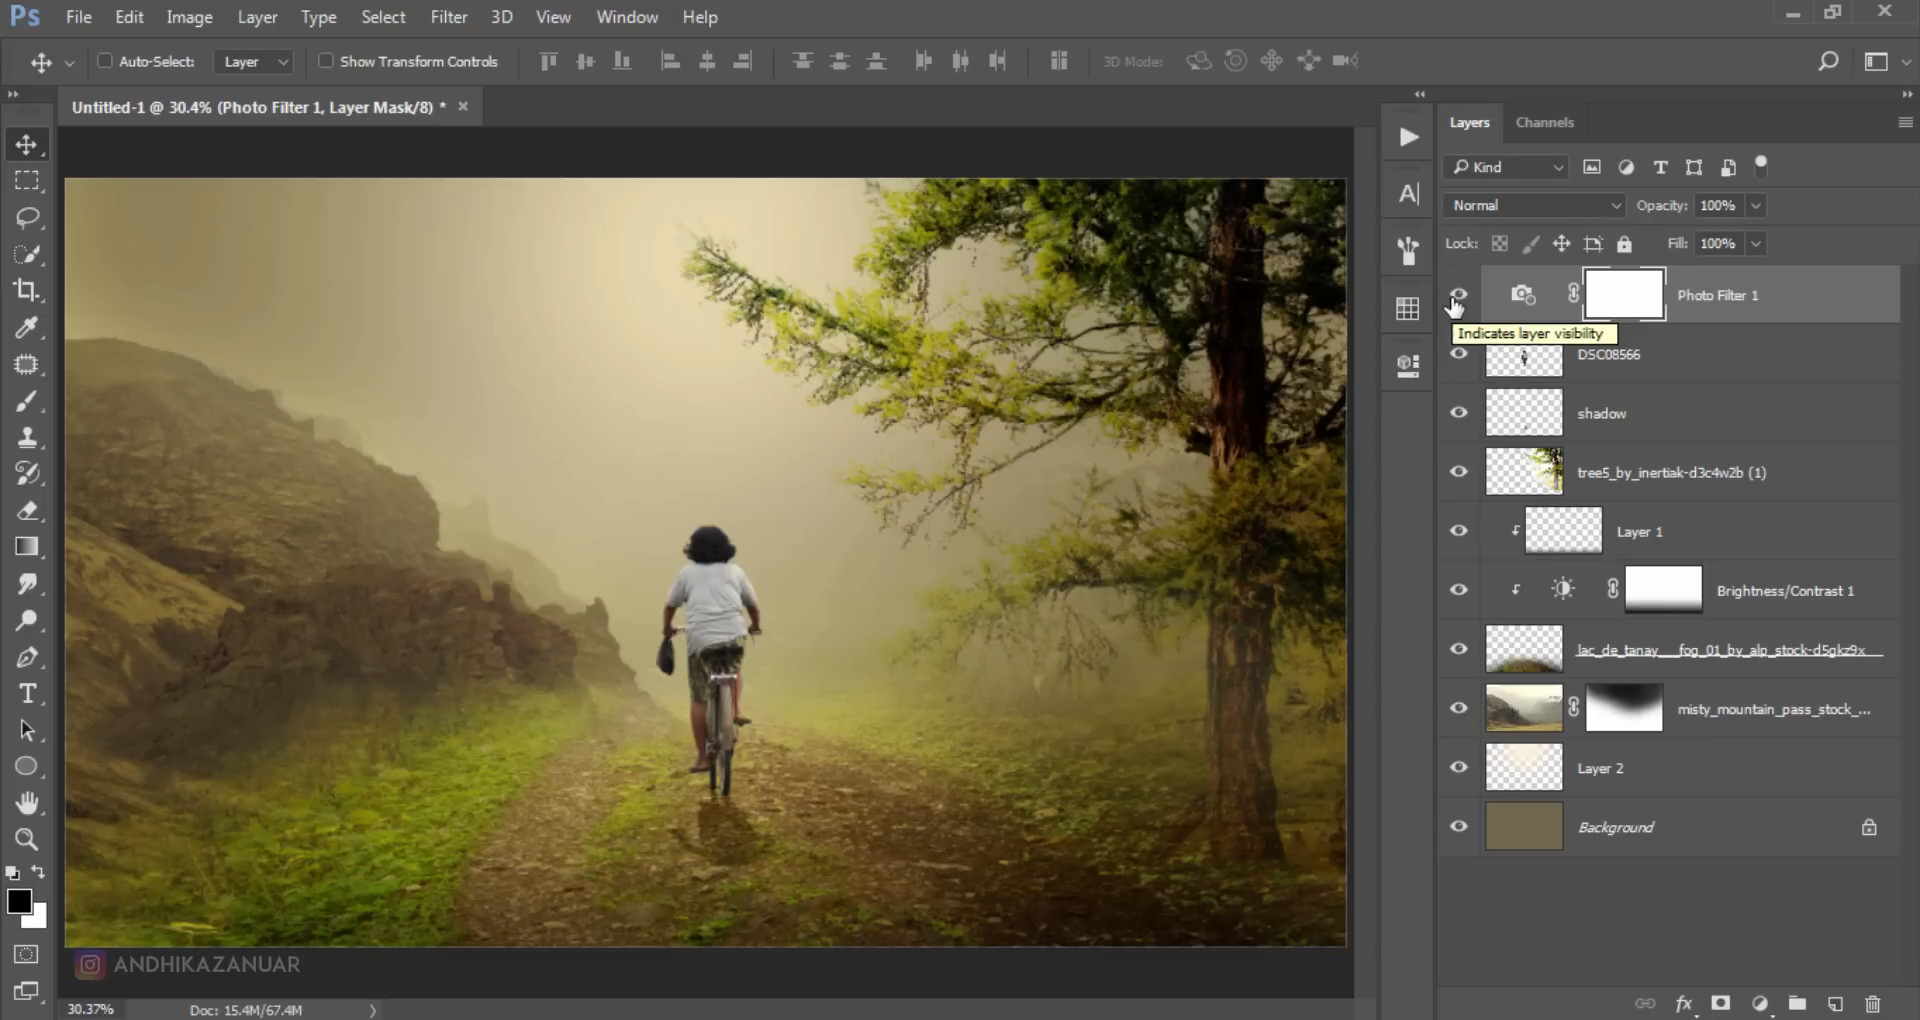 Ps File Edit Image Layer Type Select Filter 3D View Window Help
Auto-Select: Layer Show Transform Controls 3D Mode:
Untitled-1 @ 30.4% (Photo Filter 1, Layer Mask/8) *
Layers Channels
Kind
Normal Opacity: 100%
Lock: Fill: 100%
Photo Filter 1
Indicates layer visibility
DSC08566
shadow
tree5_by_inertiak-d3c4w2b (1)
Layer 1
Brightness/Contrast 1
lac_de_tanay___fog_01_by_alp_stock-d5gkz9x
misty_mountain_pass_stock_...
Layer 2
Background
ANDHIKAZANUAR
30.37% Doc: 15.4M/67.4M
fx